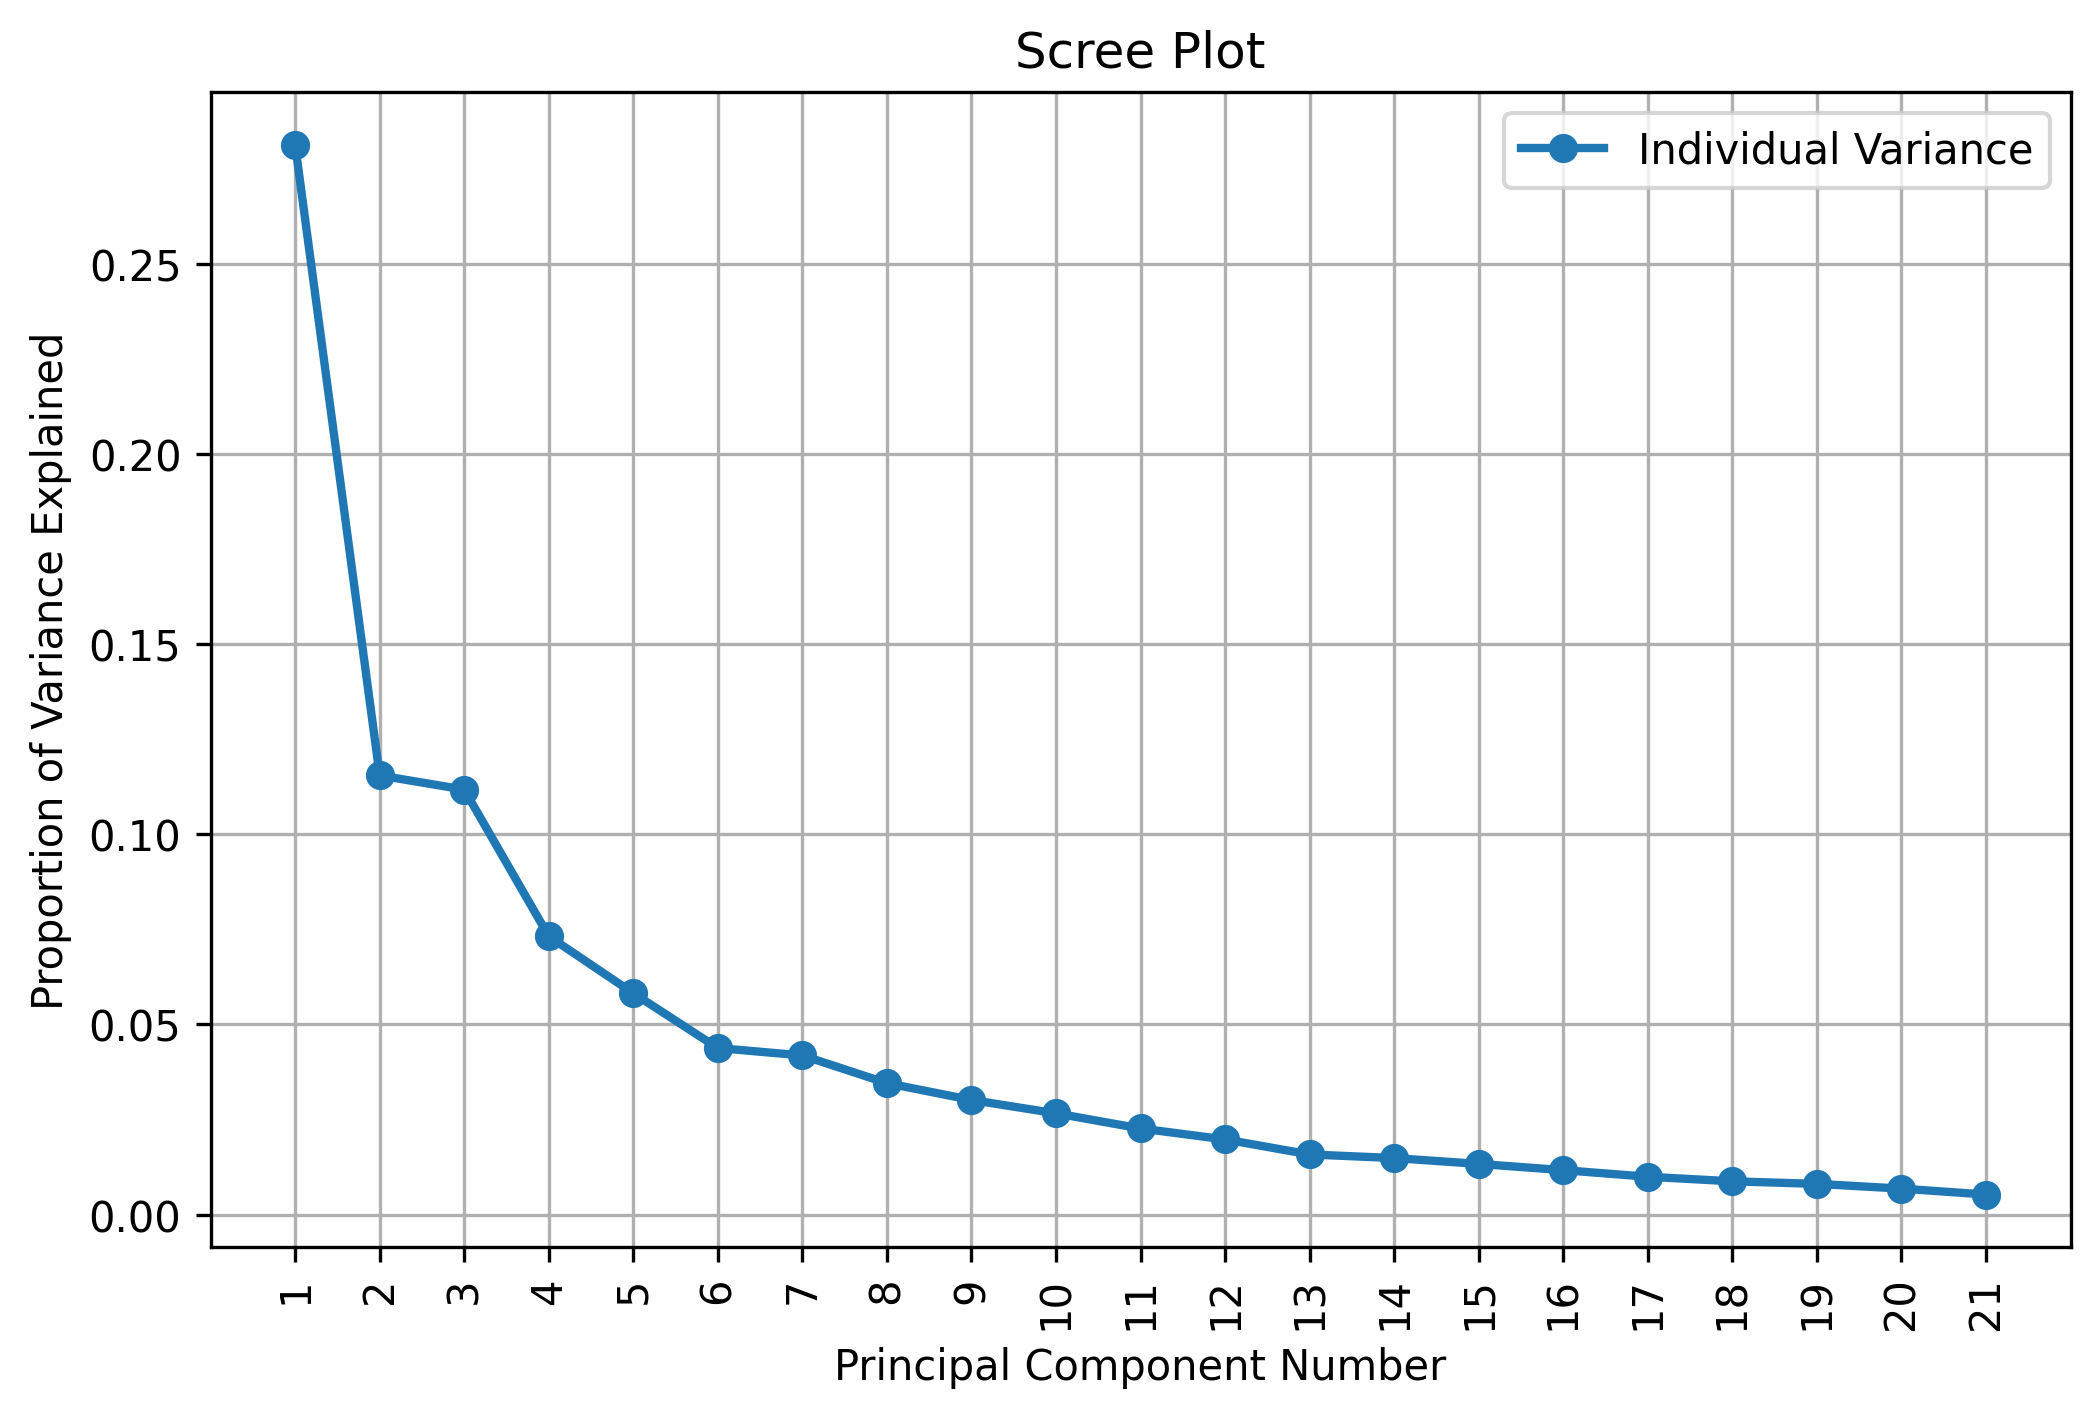 Scree Plot
Individual Variance
Proportion of Variance Explained
0.25
0.20
0.15
0.10
0.05
0.00
1 2 3 4 5 6 7 8 9 10 11 12 13 14 15 16 17 18 19 20 21
Principal Component Number